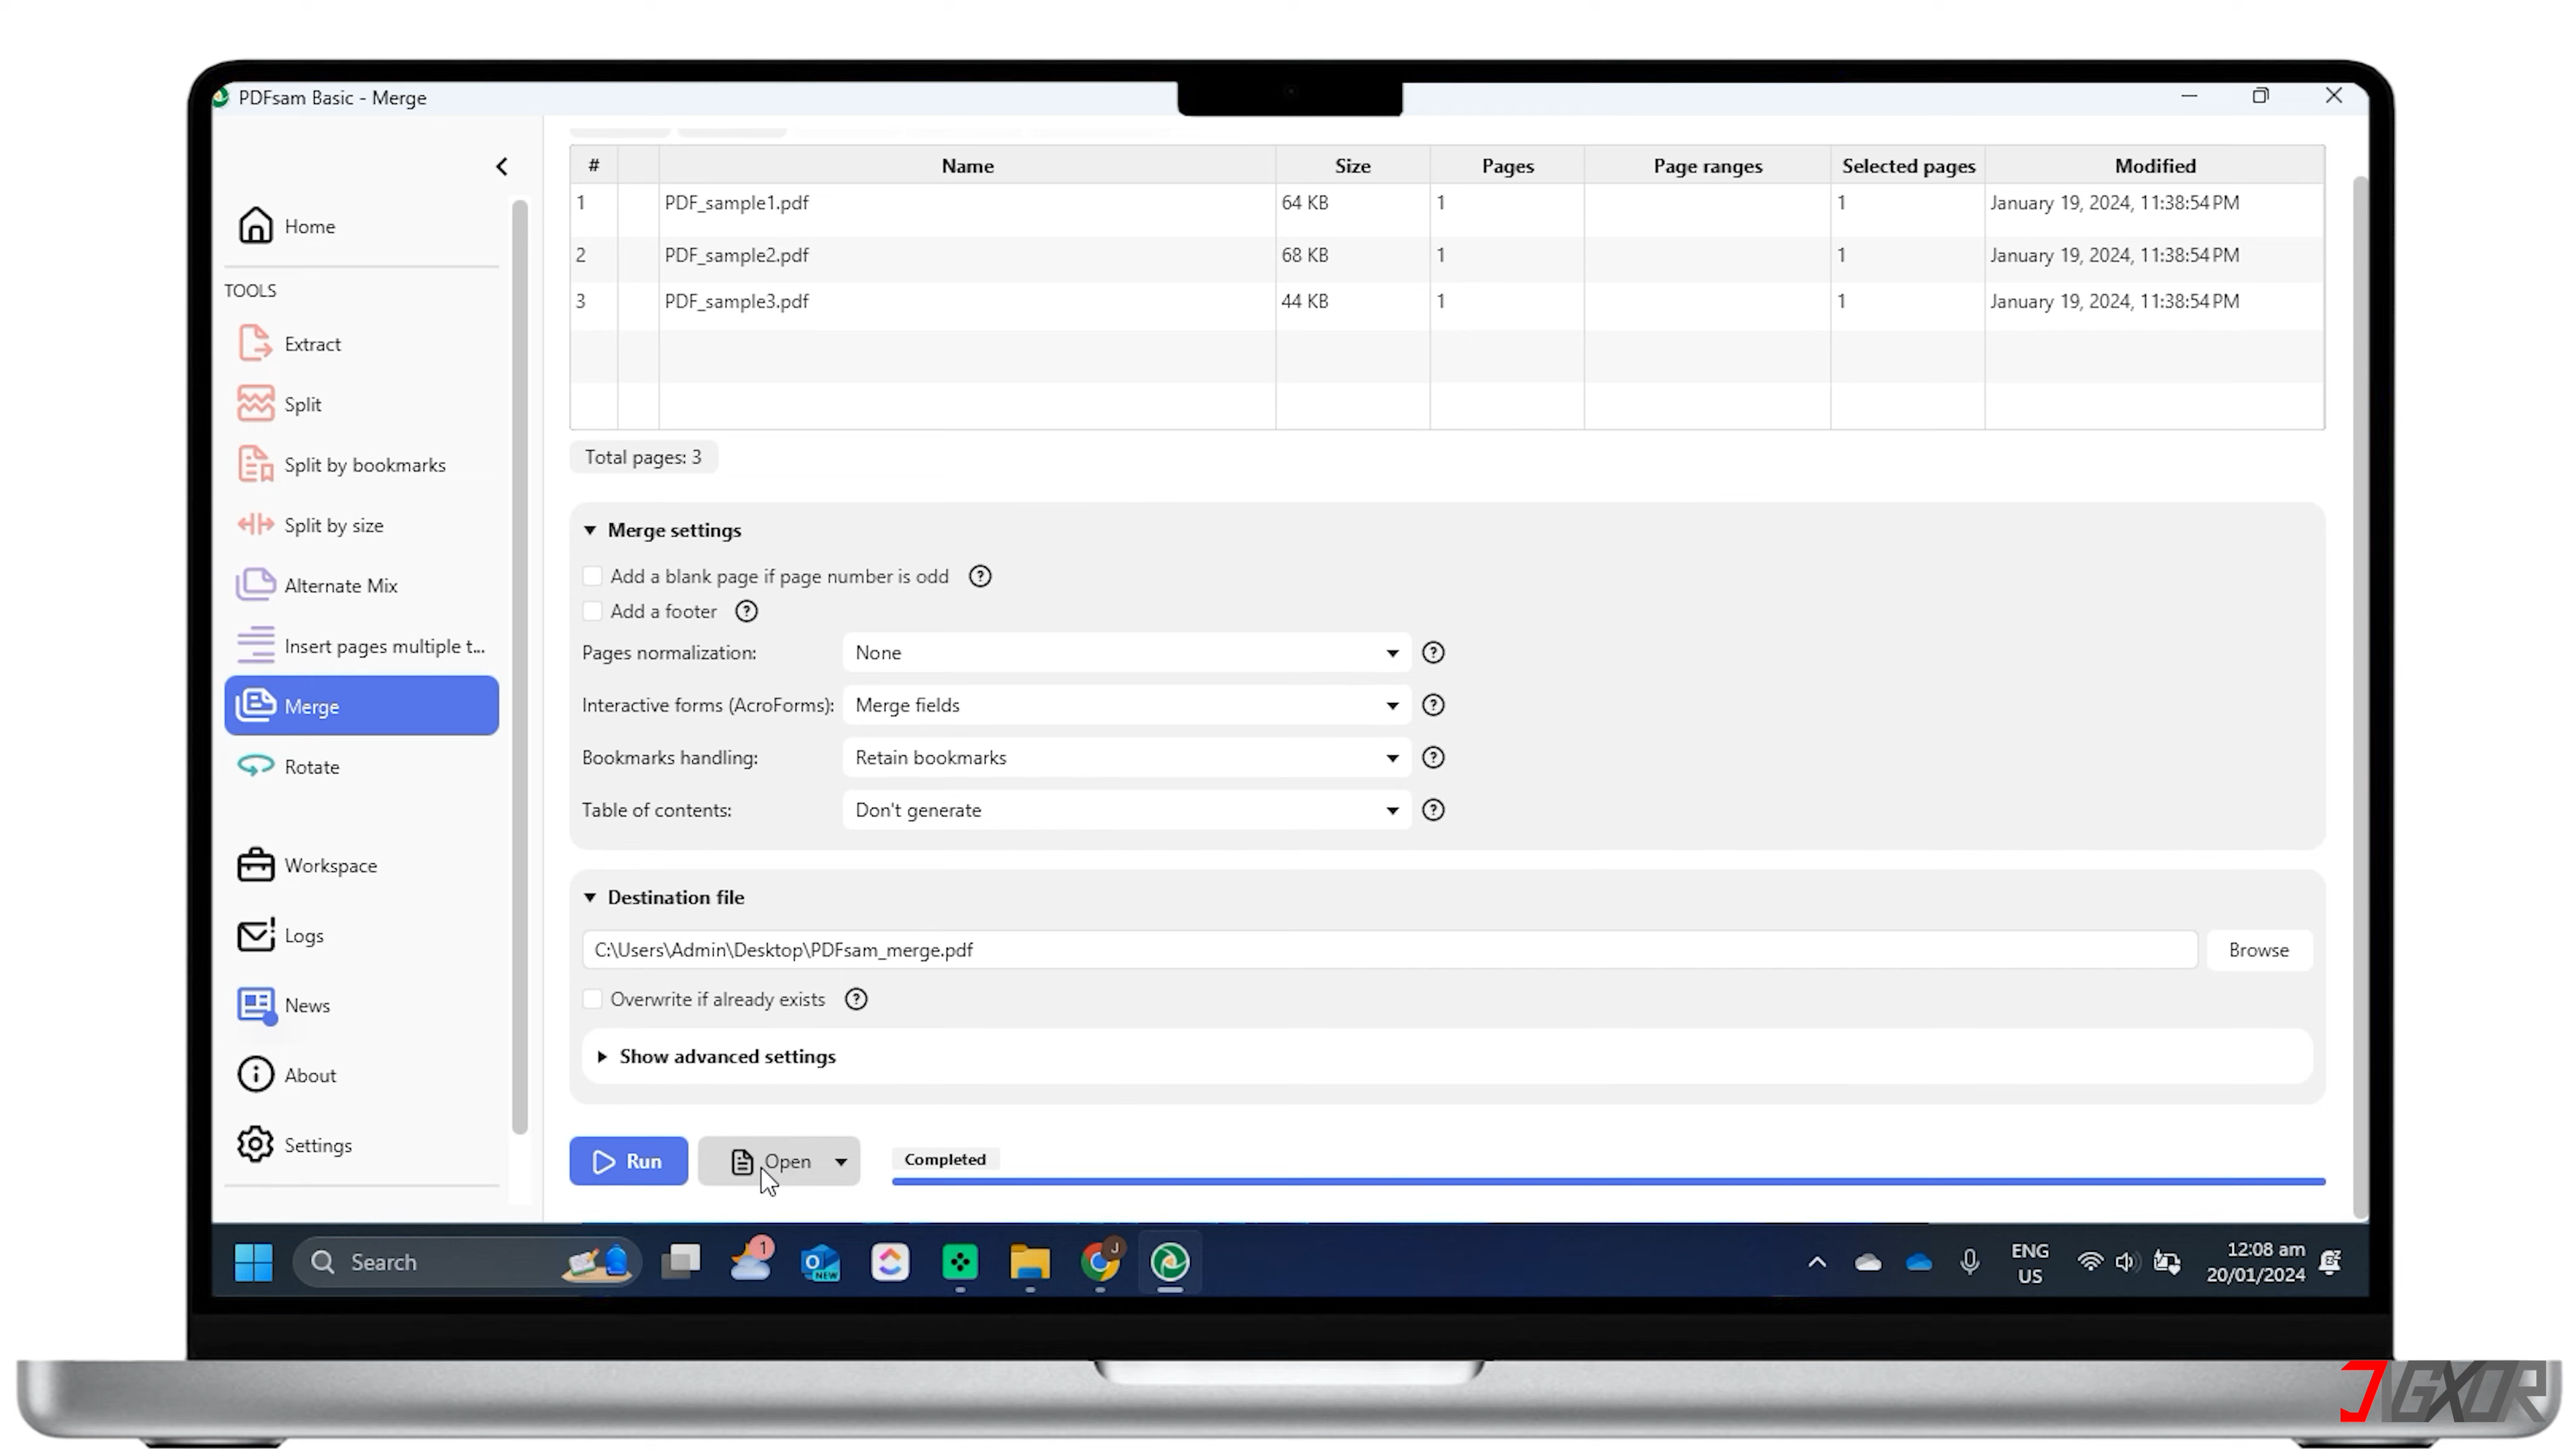 PDFsam Basic - Merge
Home
TOOLS
Extract
Split
Split by bookmarks
Split by size
Alternate Mix
Insert pages multiple t...
Merge
Rotate
Workspace
Logs
News
About
Settings
# Name Size Pages Page ranges Selected pages Modified
1 PDF_sample1.pdf 64 KB 1 1 January 19, 2024, 11:38:54 PM
2 PDF_sample2.pdf 68 KB 1 1 January 19, 2024, 11:38:54 PM
3 PDF_sample3.pdf 44 KB 1 1 January 19, 2024, 11:38:54 PM
Total pages: 3
Merge settings
Add a blank page if page number is odd ?
Add a footer ?
Pages normalization: None ?
Interactive forms (AcroForms): Merge fields ?
Bookmarks handling: Retain bookmarks ?
Table of contents: Don't generate ?
Destination file
C:\Users\Admin\Desktop\PDFsam_merge.pdf Browse
Overwrite if already exists ?
Show advanced settings
Run Open Completed
Search 1 NEW J ENG US 12:08 am
20/01/2024
JIGXOR